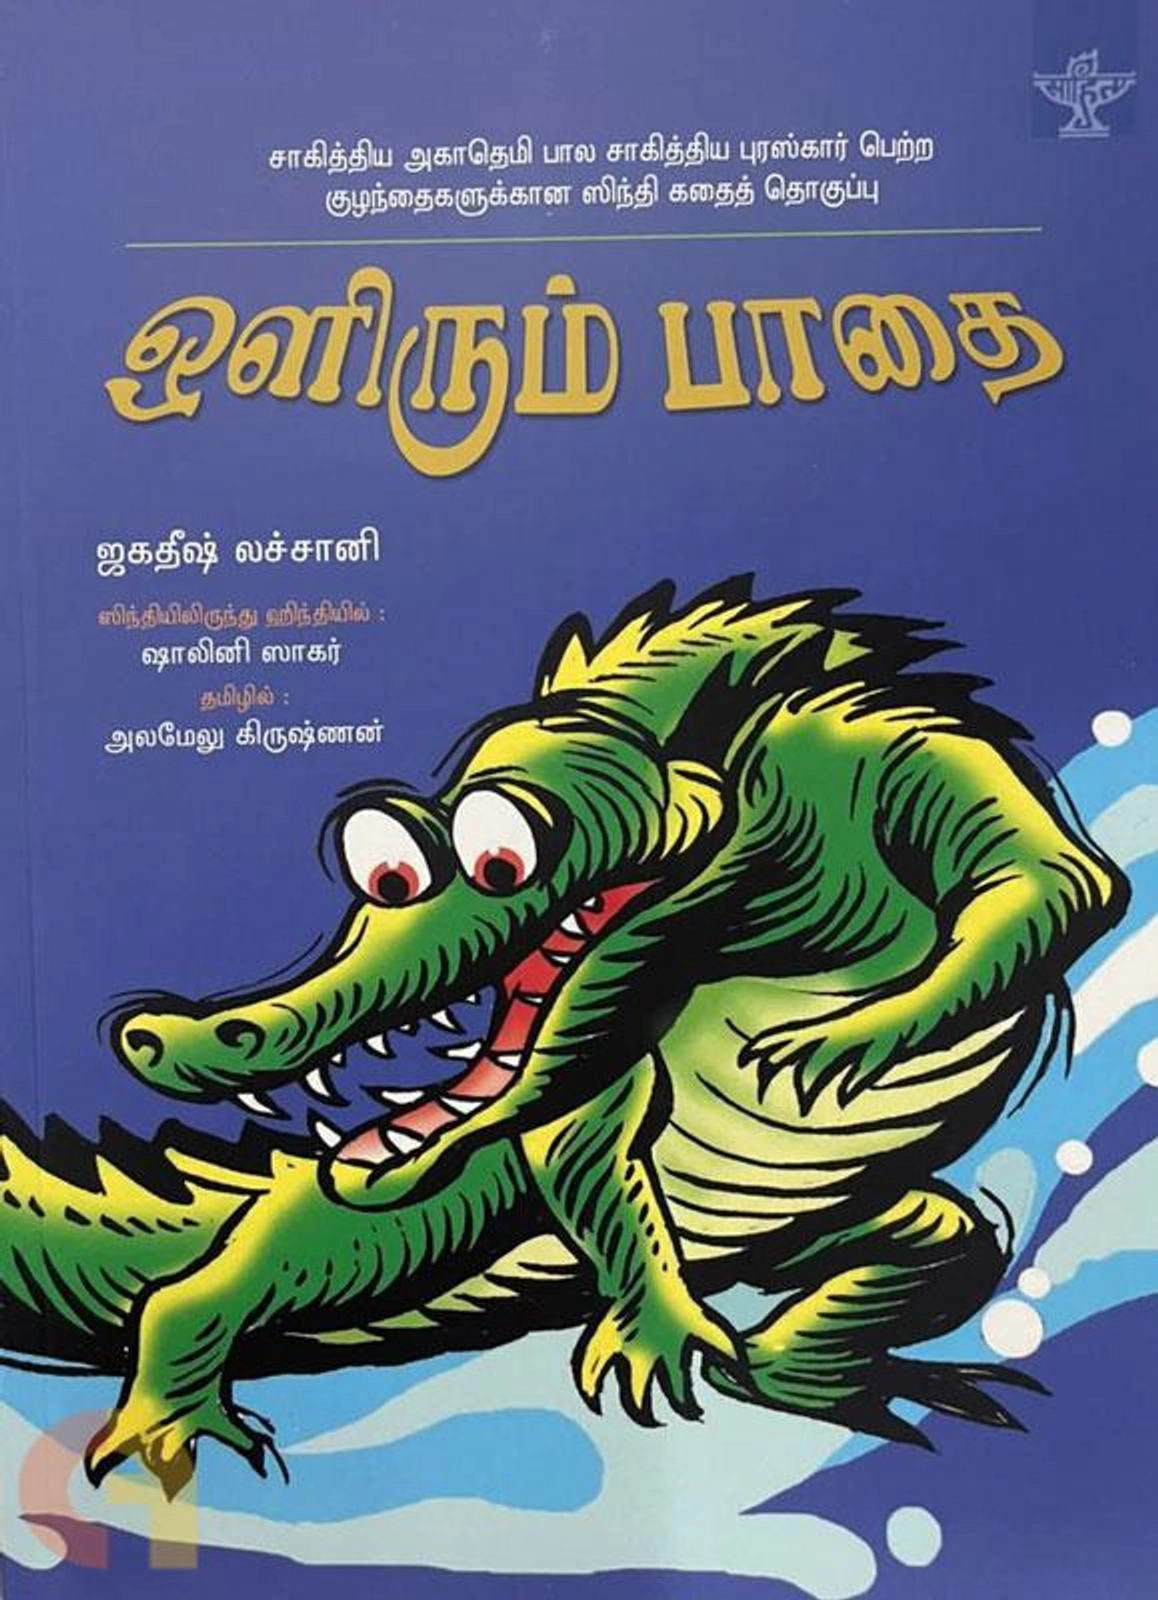 साहित्य
சாகித்திய அகாதெமி பால சாகித்திய புரஸ்கார் பெற்ற
குழந்தைகளுக்கான ஸிந்தி கதைத் தொகுப்பு
ஒளிரும் பாதை
ஜகதீஷ் லச்சானி
ஸிந்தியிலிருந்து ஹிந்தியில் :
ஷாலினி ஸாகர்
தமிழில் :
அலமேலு கிருஷ்ணன்